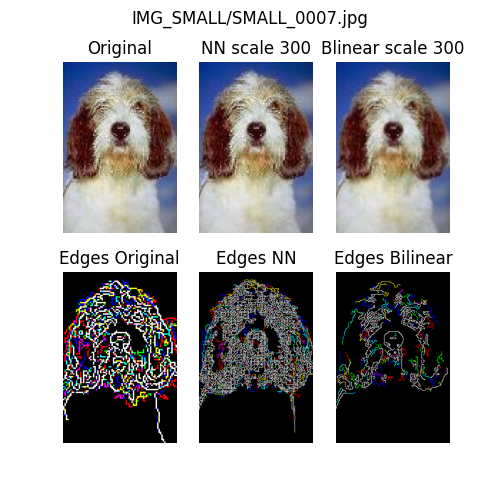 IMG_SMALL/SMALL_0007.jpg
Original
NN scale 300
Blinear scale 300
Edges Original
Edges NN
Edges Bilinear